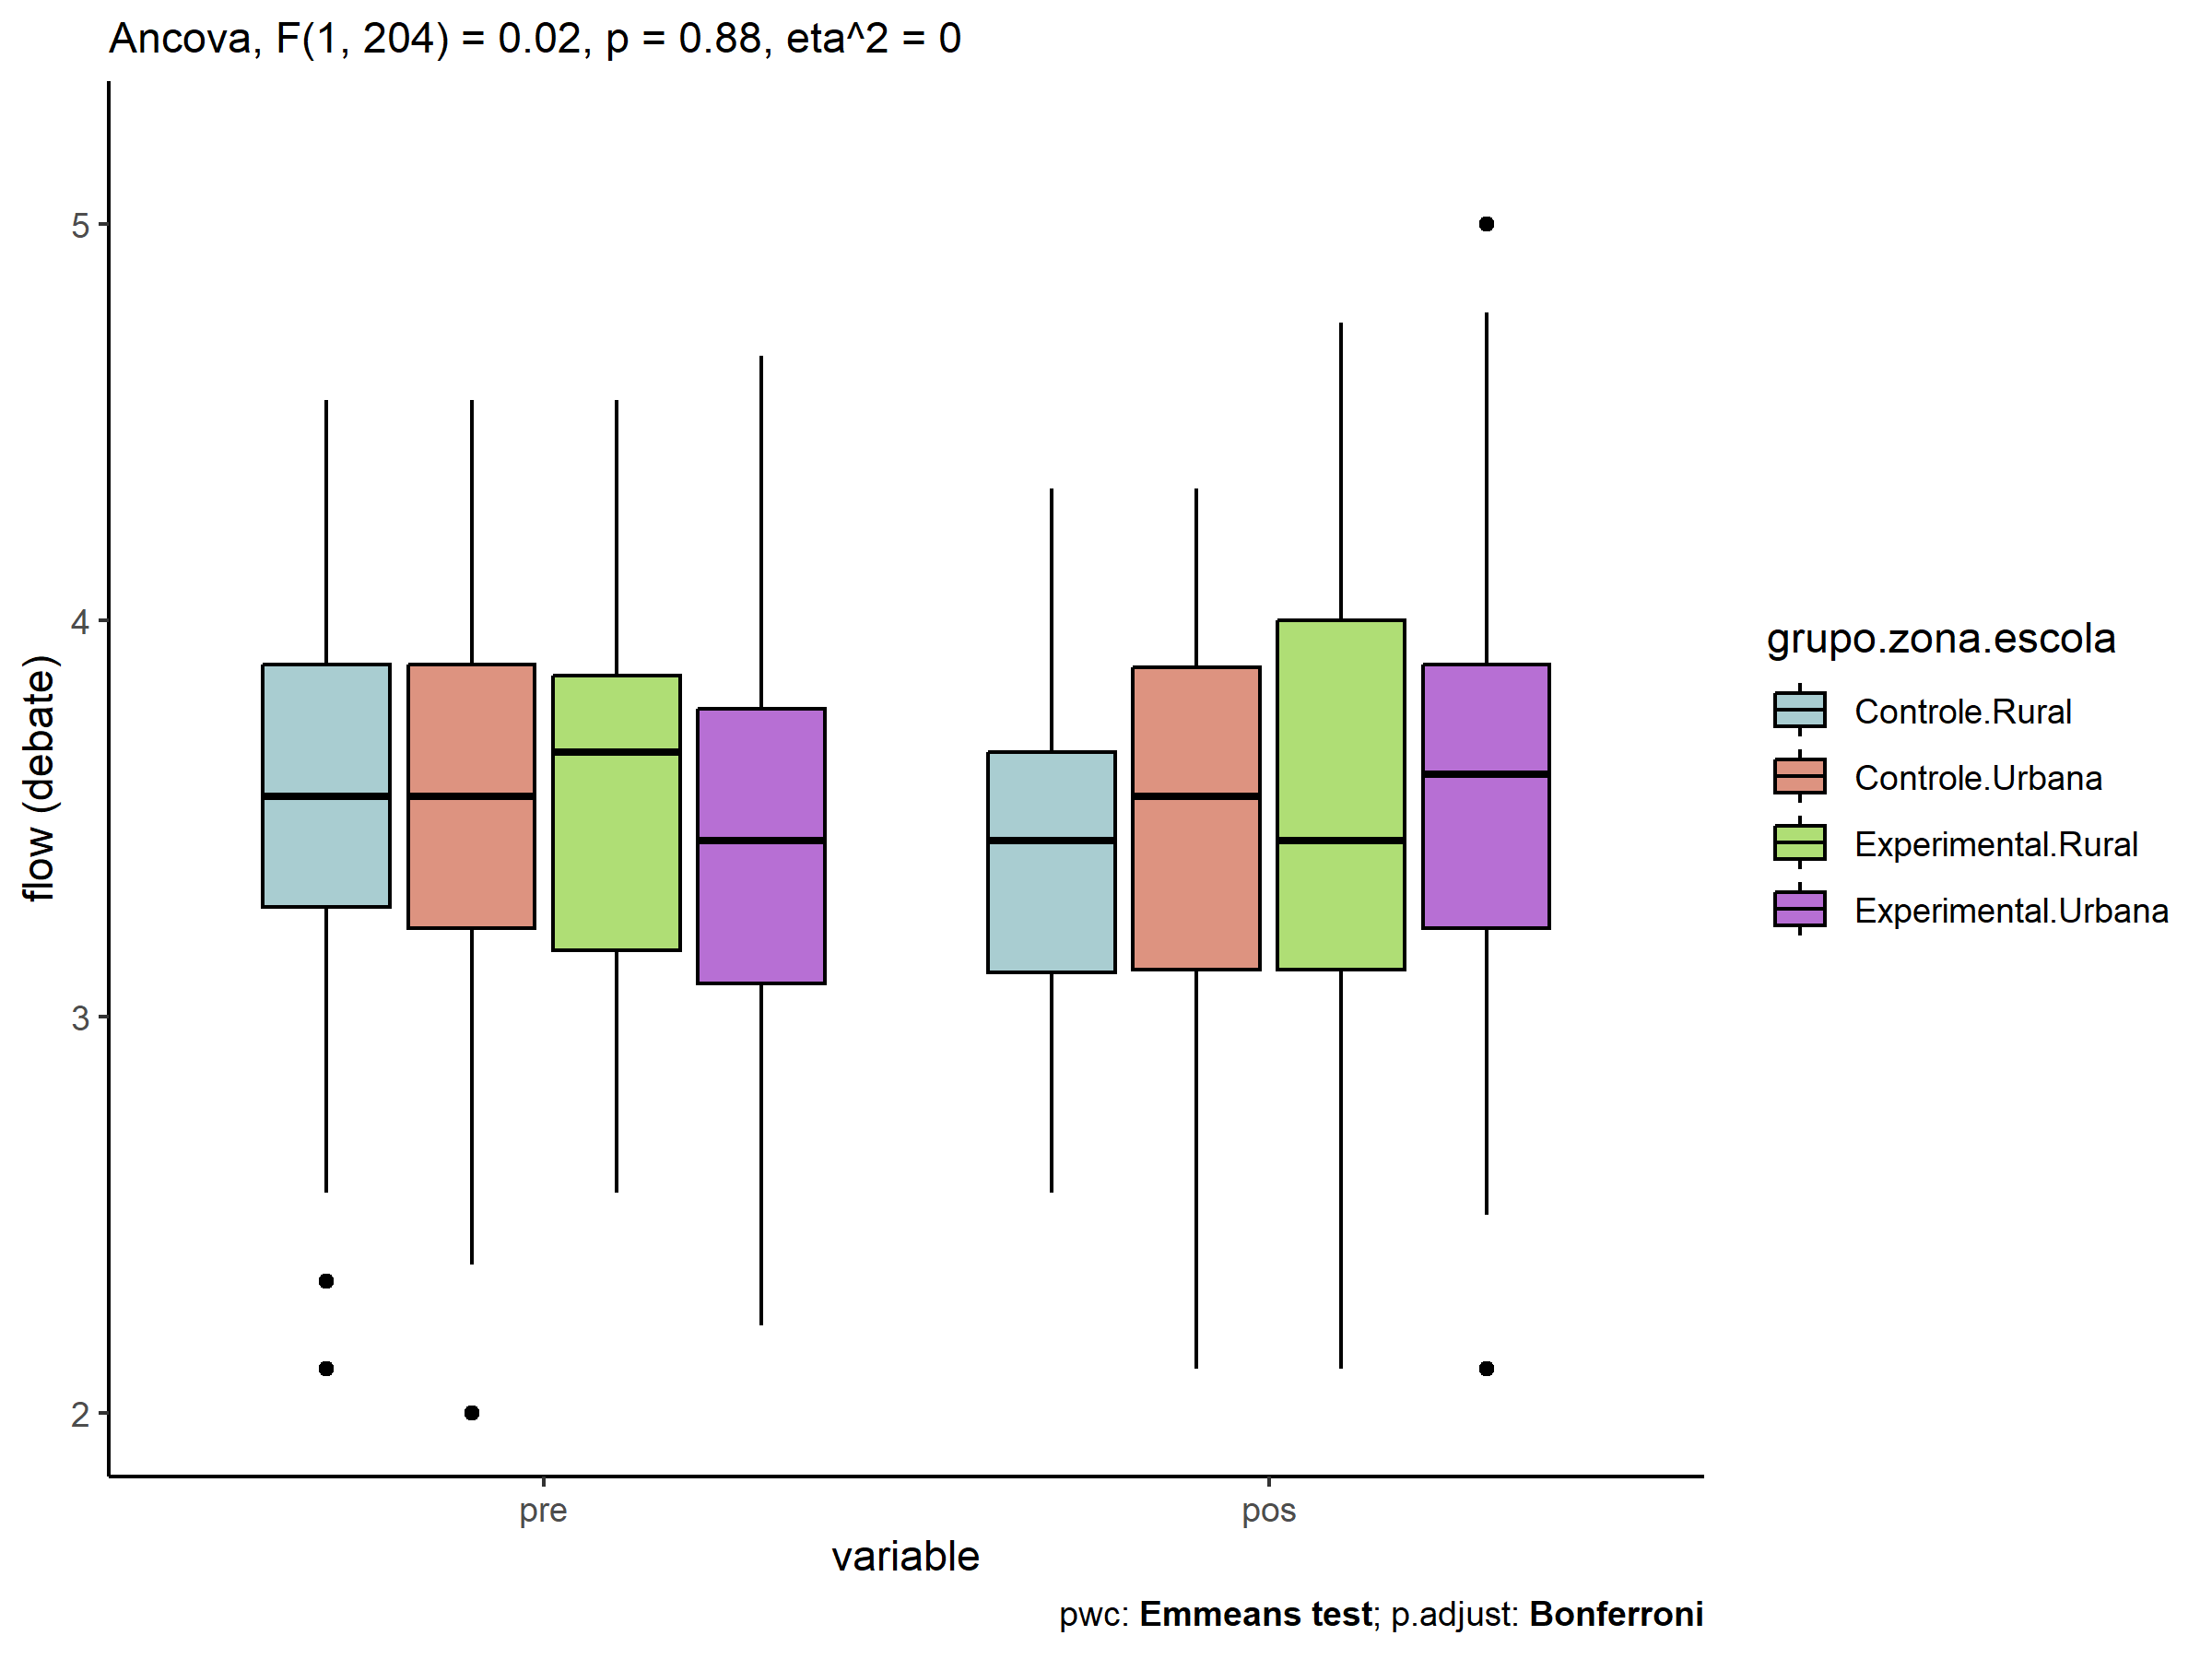 Ancova, F(1, 204) = 0.02, p = 0.88, eta^2 = 0
flow (debate)
5
4
3
2
pre
pos
variable
grupo.zona.escola
Controle.Rural
Controle.Urbana
Experimental.Rural
Experimental.Urbana
pwc: Emmeans test; p.adjust: Bonferroni